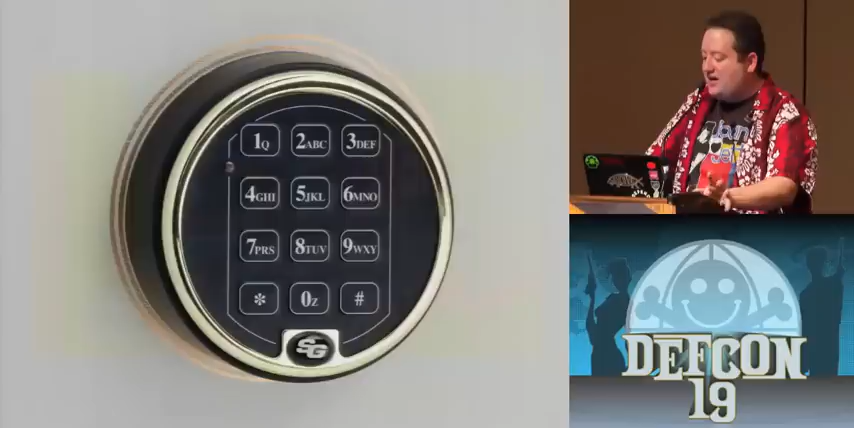 1Q 2ABC 3DEF
4GHI 5JKL 6MNO
7PRS 8TUV 9WXY
* 0Z #
SG
DEFCON
19